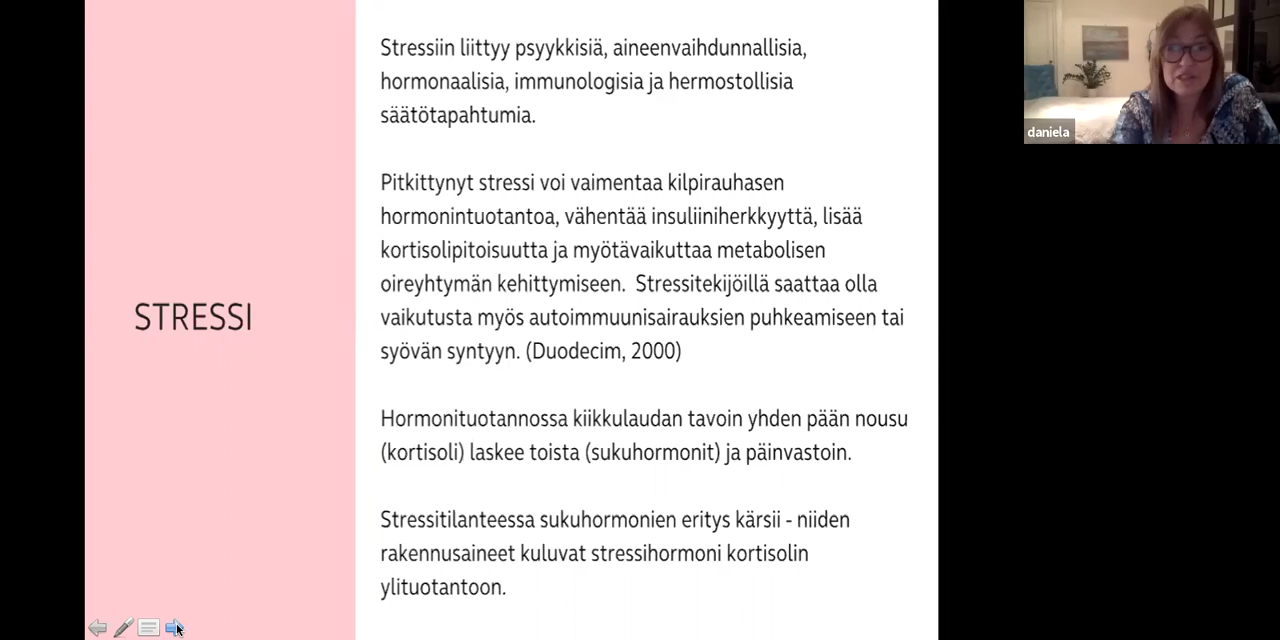 STRESSI
Stressiin liittyy psyykkisiä, aineenvaihdunnallisia,
hormonaalisia, immunologisia ja hermostollisia
säätötapahtumia.
Pitkittynyt stressi voi vaimentaa kilpirauhasen
hormonintuotantoa, vähentää insuliiniherkkyyttä, lisää
kortisolipitoisuutta ja myötävaikuttaa metabolisen
oireyhtymän kehittymiseen.  Stressitekijöillä saattaa olla
vaikutusta myös autoimmuunisairauksien puhkeamiseen tai
syövän syntyyn. (Duodecim, 2000)
Hormonituotannossa kiikkulaudan tavoin yhden pään nousu
(kortisoli) laskee toista (sukuhormonit) ja päinvastoin.
Stressitilanteessa sukuhormonien eritys kärsii - niiden
rakennusaineet kuluvat stressihormoni kortisolin
ylituotantoon.
daniela